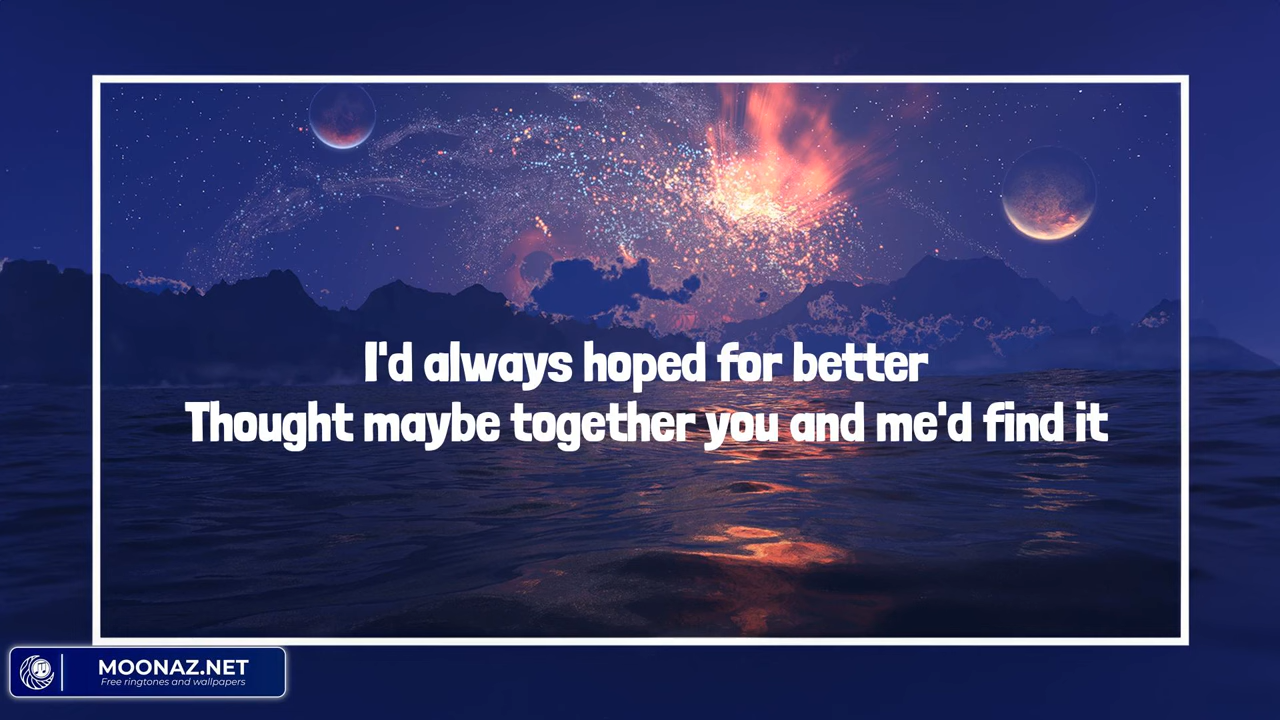 I'd always hoped for better
Thought maybe together you and me'd find it
MOONAZ.NET
Free ringtones and wallpapers